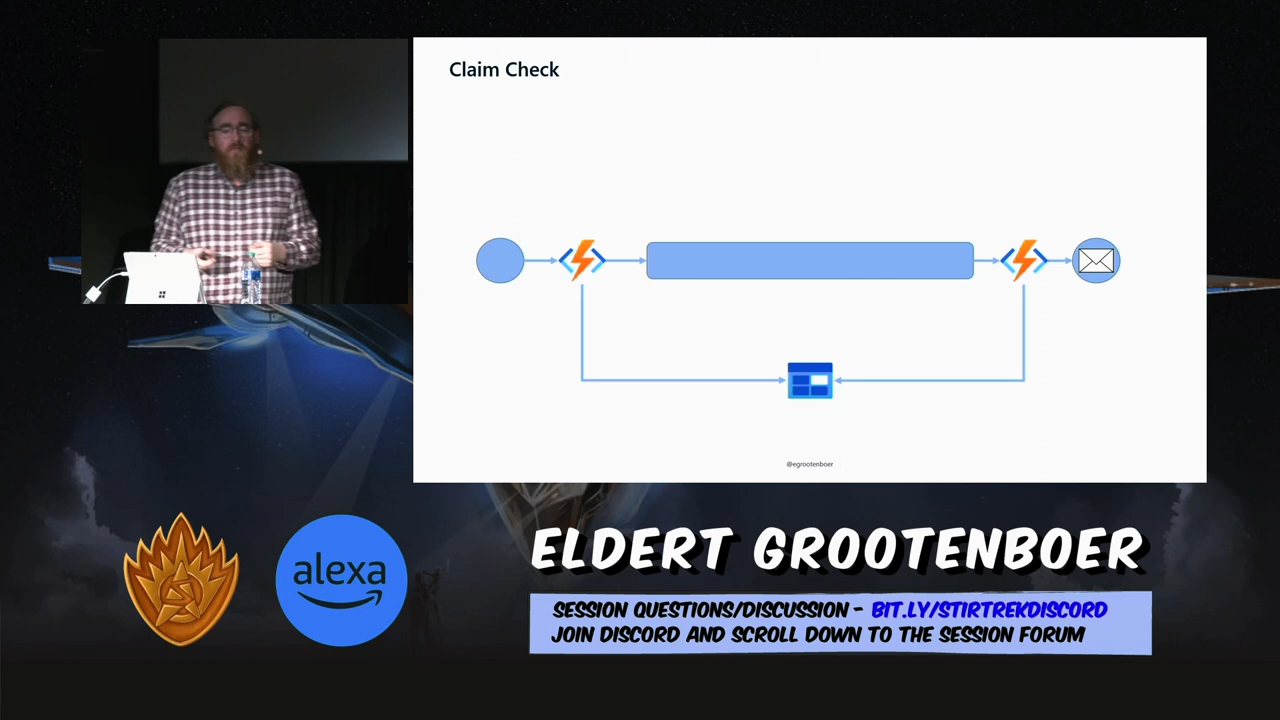 Claim Check
@egrootenboer
alexa
ELDERT GROOTENBOER
SESSION QUESTIONS/DISCUSSION - BIT.LY/STIRTREKDISCORD
JOIN DISCORD AND SCROLL DOWN TO THE SESSION FORUM